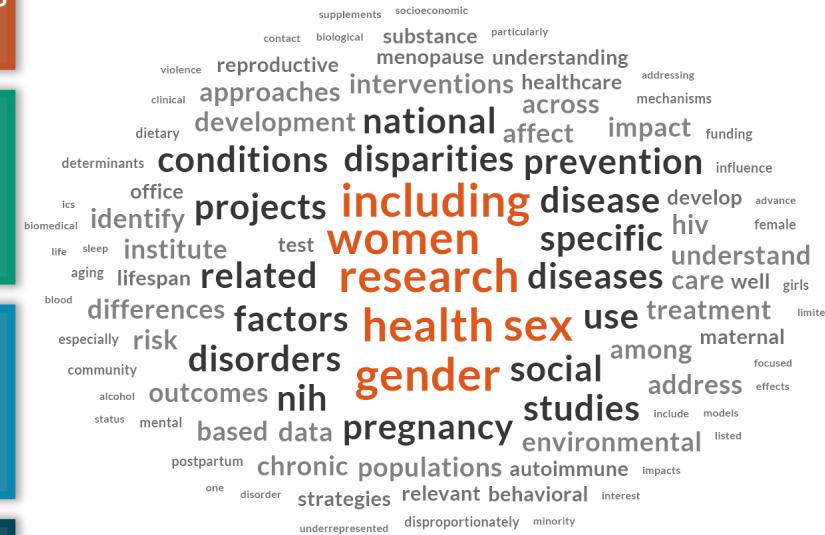 supplements socioeconomic
contact biological substance particularly
violence reproductive menopause understanding
clinical approaches interventions healthcare addressing
development national across mechanisms
dietary affect impact funding
determinants conditions disparities prevention influence
office projects including disease develop advance
ics identify women specific hiv female
biomedical institute test understand
life sleep
aging lifespan related research diseases care well girls
blood differences factors health sex use treatment limite
especially risk disorders gender social among maternal
community focused
alcohol outcomes nih address effects
status mental based data pregnancy studies include models
environmental listed
postpartum chronic populations autoimmune impacts
one disorder strategies relevant behavioral interest
underrepresented disproportionately minority